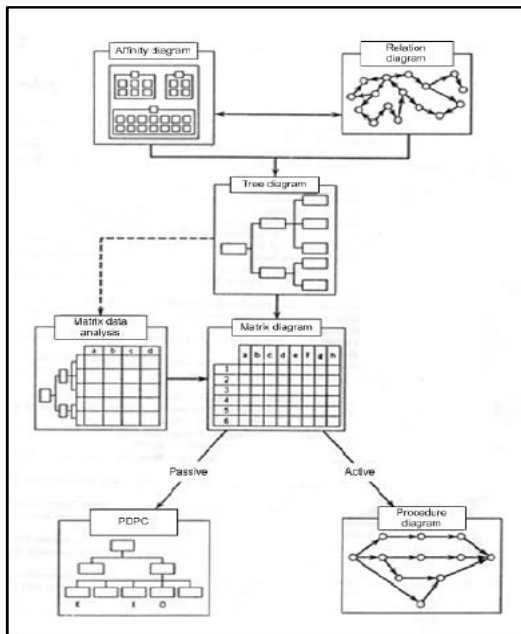 Affinity diagram
Relation
diagram
Tree diagram
Matrix data
analysis
a b c d
Matrix diagram
a b c d e f g h
1
2
3
4
5
6
Passive
Active
PDPC
X X O
Procedure
diagram